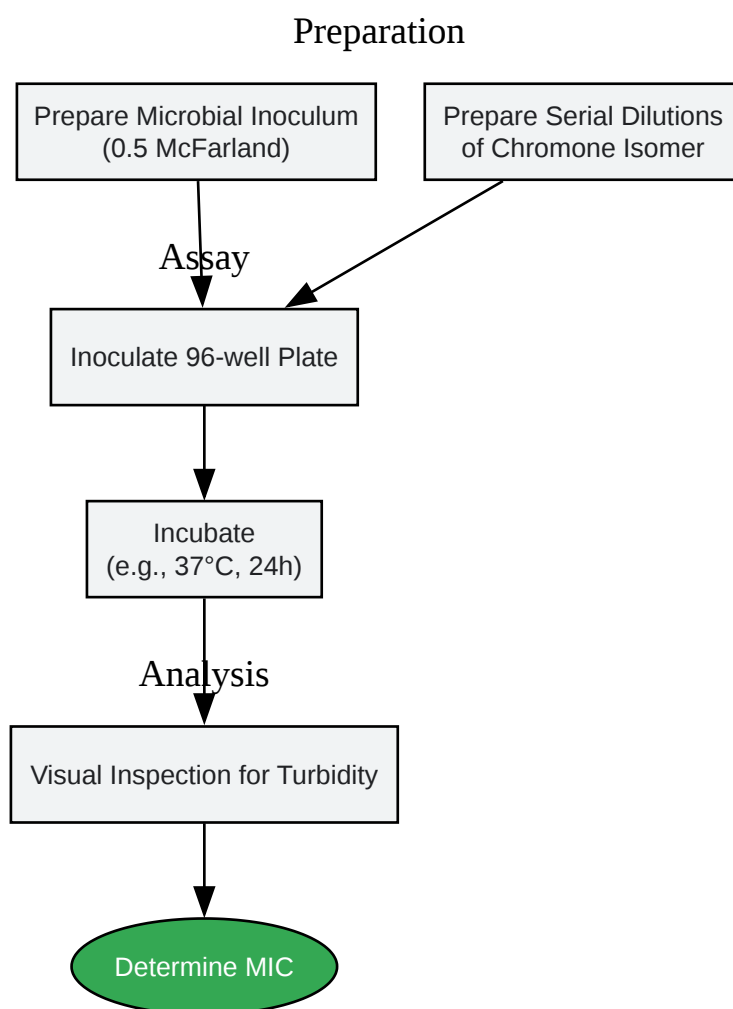 Preparation
Prepare Microbial Inoculum
(0.5 McFarland)
Prepare Serial Dilutions
of Chromone Isomer
Assay
Inoculate 96-well Plate
Incubate
(e.g., 37°C, 24h)
Analysis
Visual Inspection for Turbidity
Determine MIC